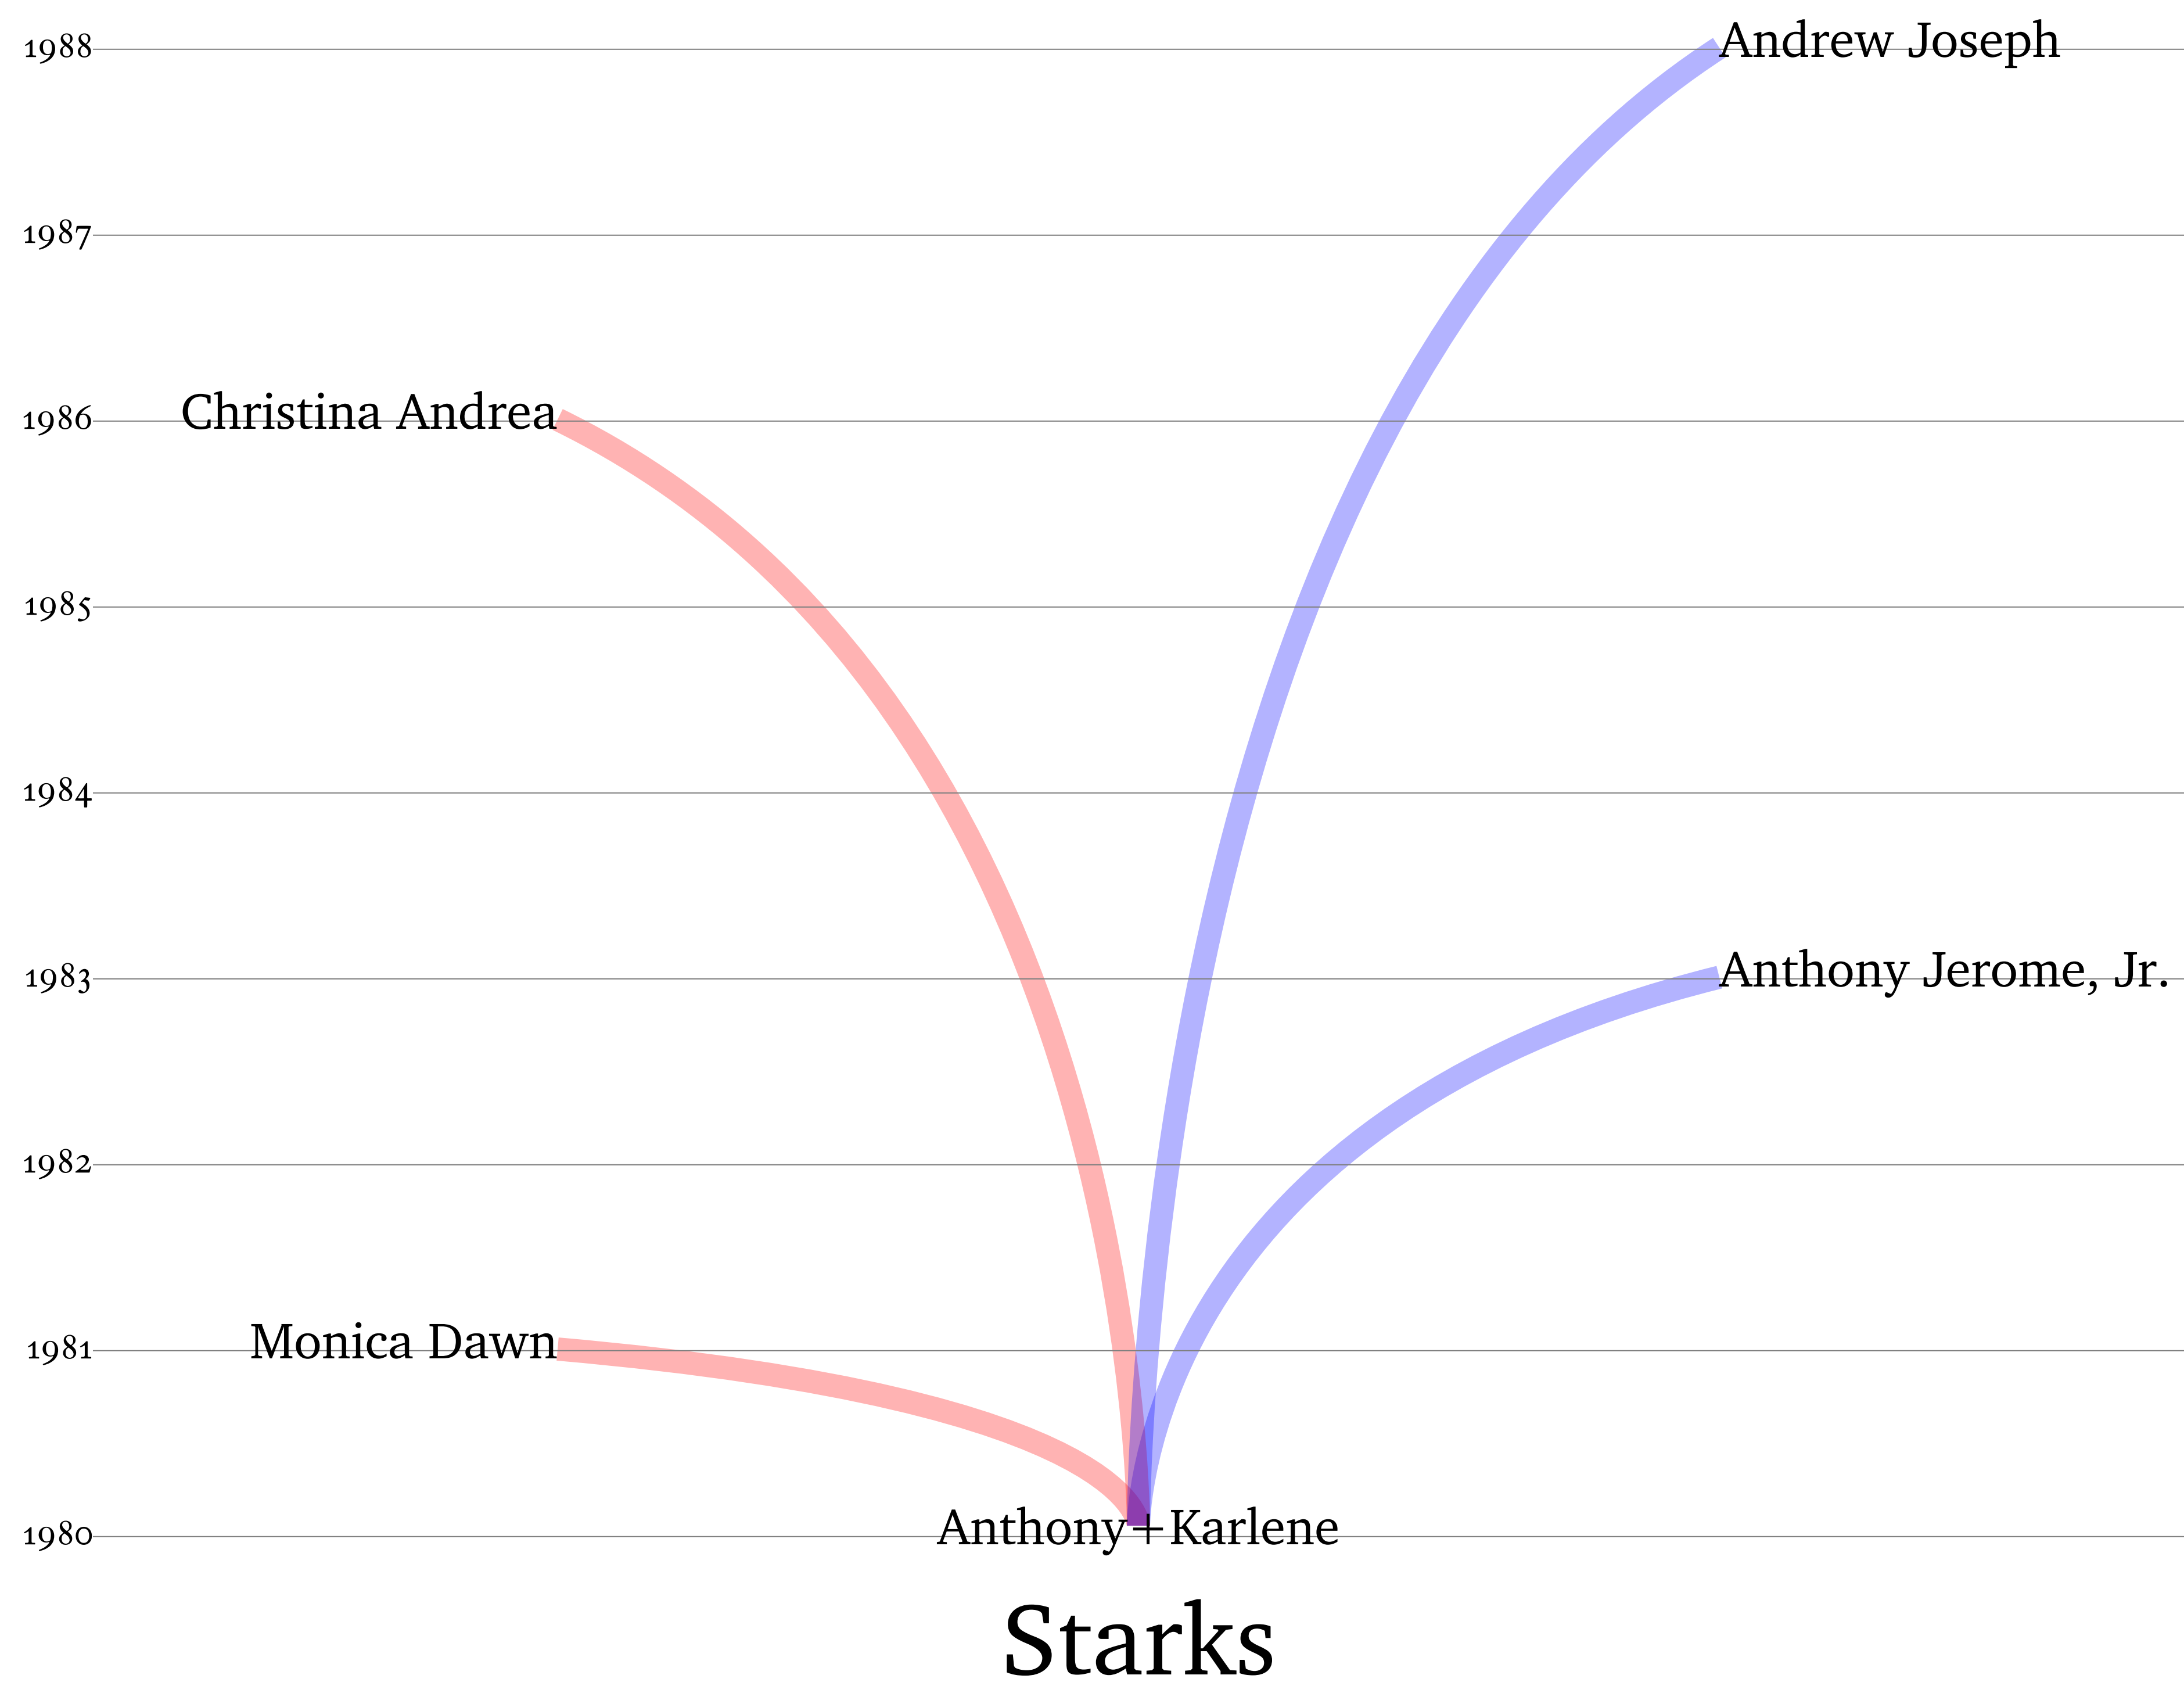 1988 Andrew Joseph
1987
1986 Christina Andrea
1985
1984
1983 Anthony Jerome, Jr.
1982
1981 Monica Dawn
1980 Anthony+Karlene
Starks